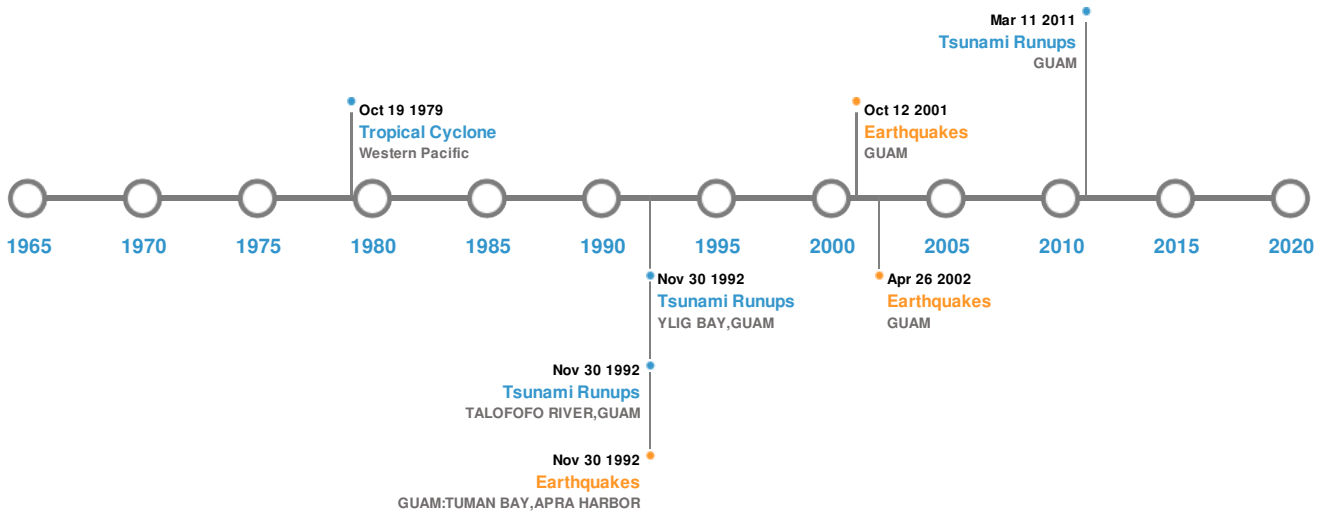 Mar 11 2011
Tsunami Runups
GUAM
Oct 19 1979
Tropical Cyclone
Western Pacific
Oct 12 2001
Earthquakes
GUAM
1965 1970 1975 1980 1985 1990 1995 2000 2005 2010 2015 2020
Nov 30 1992
Tsunami Runups
YLIG BAY,GUAM
Apr 26 2002
Earthquakes
GUAM
Nov 30 1992
Tsunami Runups
TALOFOFO RIVER,GUAM
Nov 30 1992
Earthquakes
GUAM:TUMAN BAY,APRA HARBOR